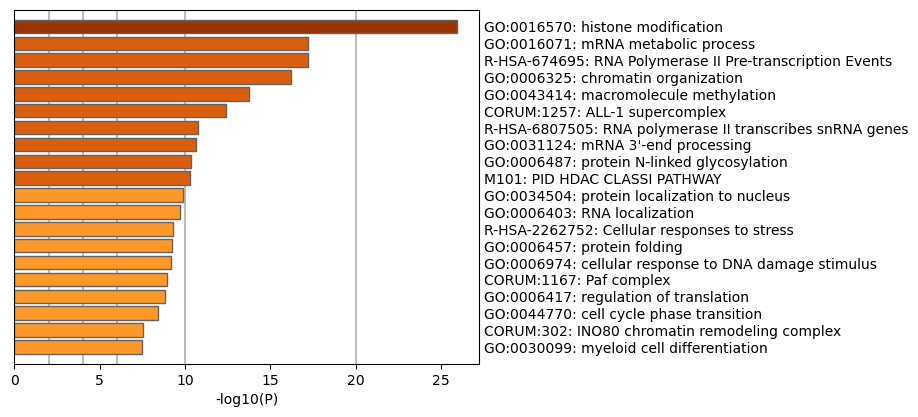 GO:0016570: histone modification
GO:0016071: mRNA metabolic process
R-HSA-674695: RNA Polymerase II Pre-transcription Events
GO:0006325: chromatin organization
GO:0043414: macromolecule methylation
CORUM:1257: ALL-1 supercomplex
R-HSA-6807505: RNA polymerase II transcribes snRNA genes
GO:0031124: mRNA 3'-end processing
GO:0006487: protein N-linked glycosylation
M101: PID HDAC CLASSI PATHWAY
GO:0034504: protein localization to nucleus
GO:0006403: RNA localization
R-HSA-2262752: Cellular responses to stress
GO:0006457: protein folding
GO:0006974: cellular response to DNA damage stimulus
CORUM:1167: Paf complex
GO:0006417: regulation of translation
GO:0044770: cell cycle phase transition
CORUM:302: INO80 chromatin remodeling complex
GO:0030099: myeloid cell differentiation
0 5 10 15 20 25
-log10(P)